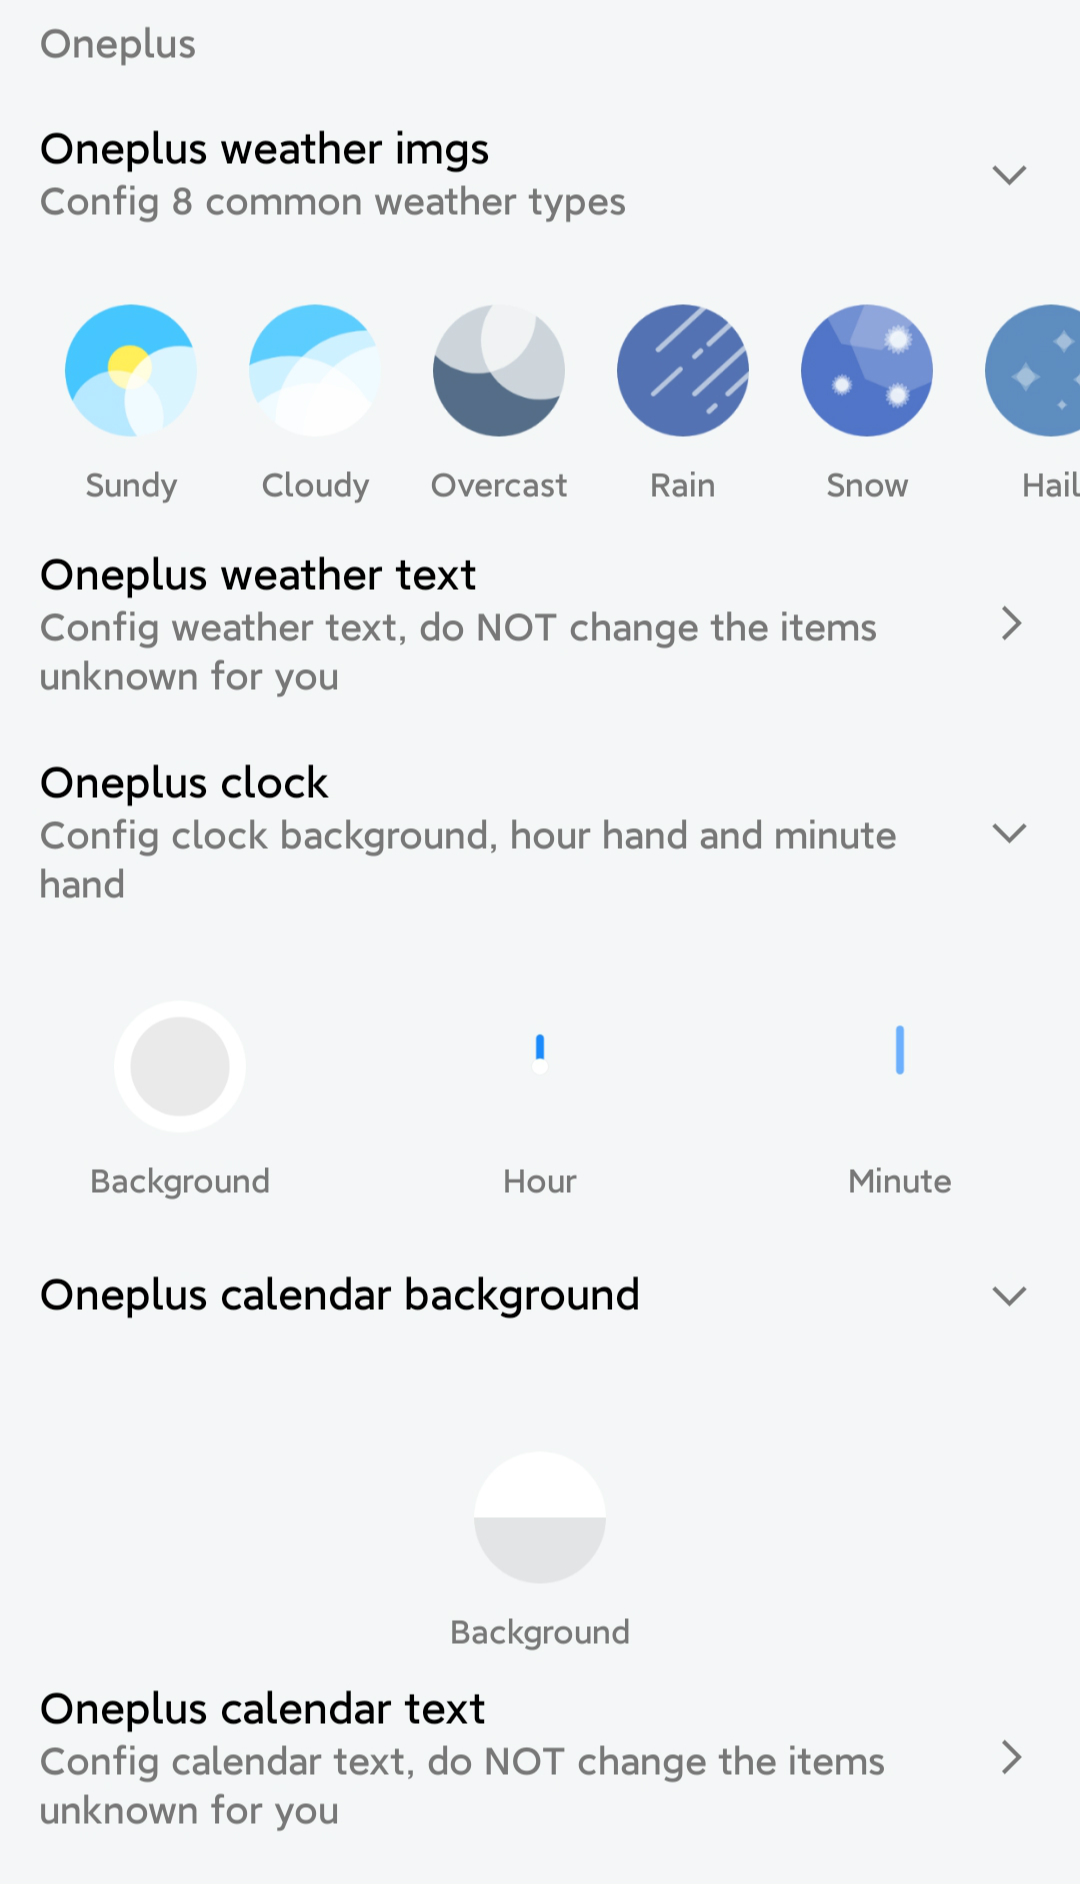 Oneplus
Oneplus weather imgs
Config 8 common weather types
Sundy
Cloudy
Overcast
Rain
Snow
Hail
Oneplus weather text
Config weather text, do NOT change the items
unknown for you
Oneplus clock
Config clock background, hour hand and minute
hand
Background
Hour
Minute
Oneplus calendar background
Background
Oneplus calendar text
Config calendar text, do NOT change the items
unknown for you